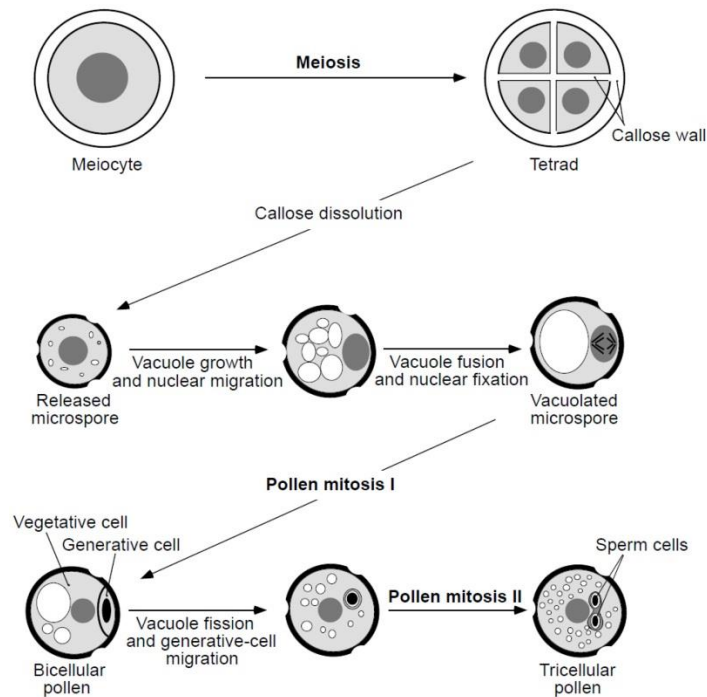 Meiosis
Callose wall
Meiocyte
Tetrad
Callose dissolution
Vacuole growth
and nuclear migration
Vacuole fusion
and nuclear fixation
Released
microspore
Vacuolated
microspore
Pollen mitosis I
Vegetative cell
Generative cell
Sperm cells
Pollen mitosis II
Vacuole fission
and generative-cell
migration
Bicellular
pollen
Tricellular
pollen